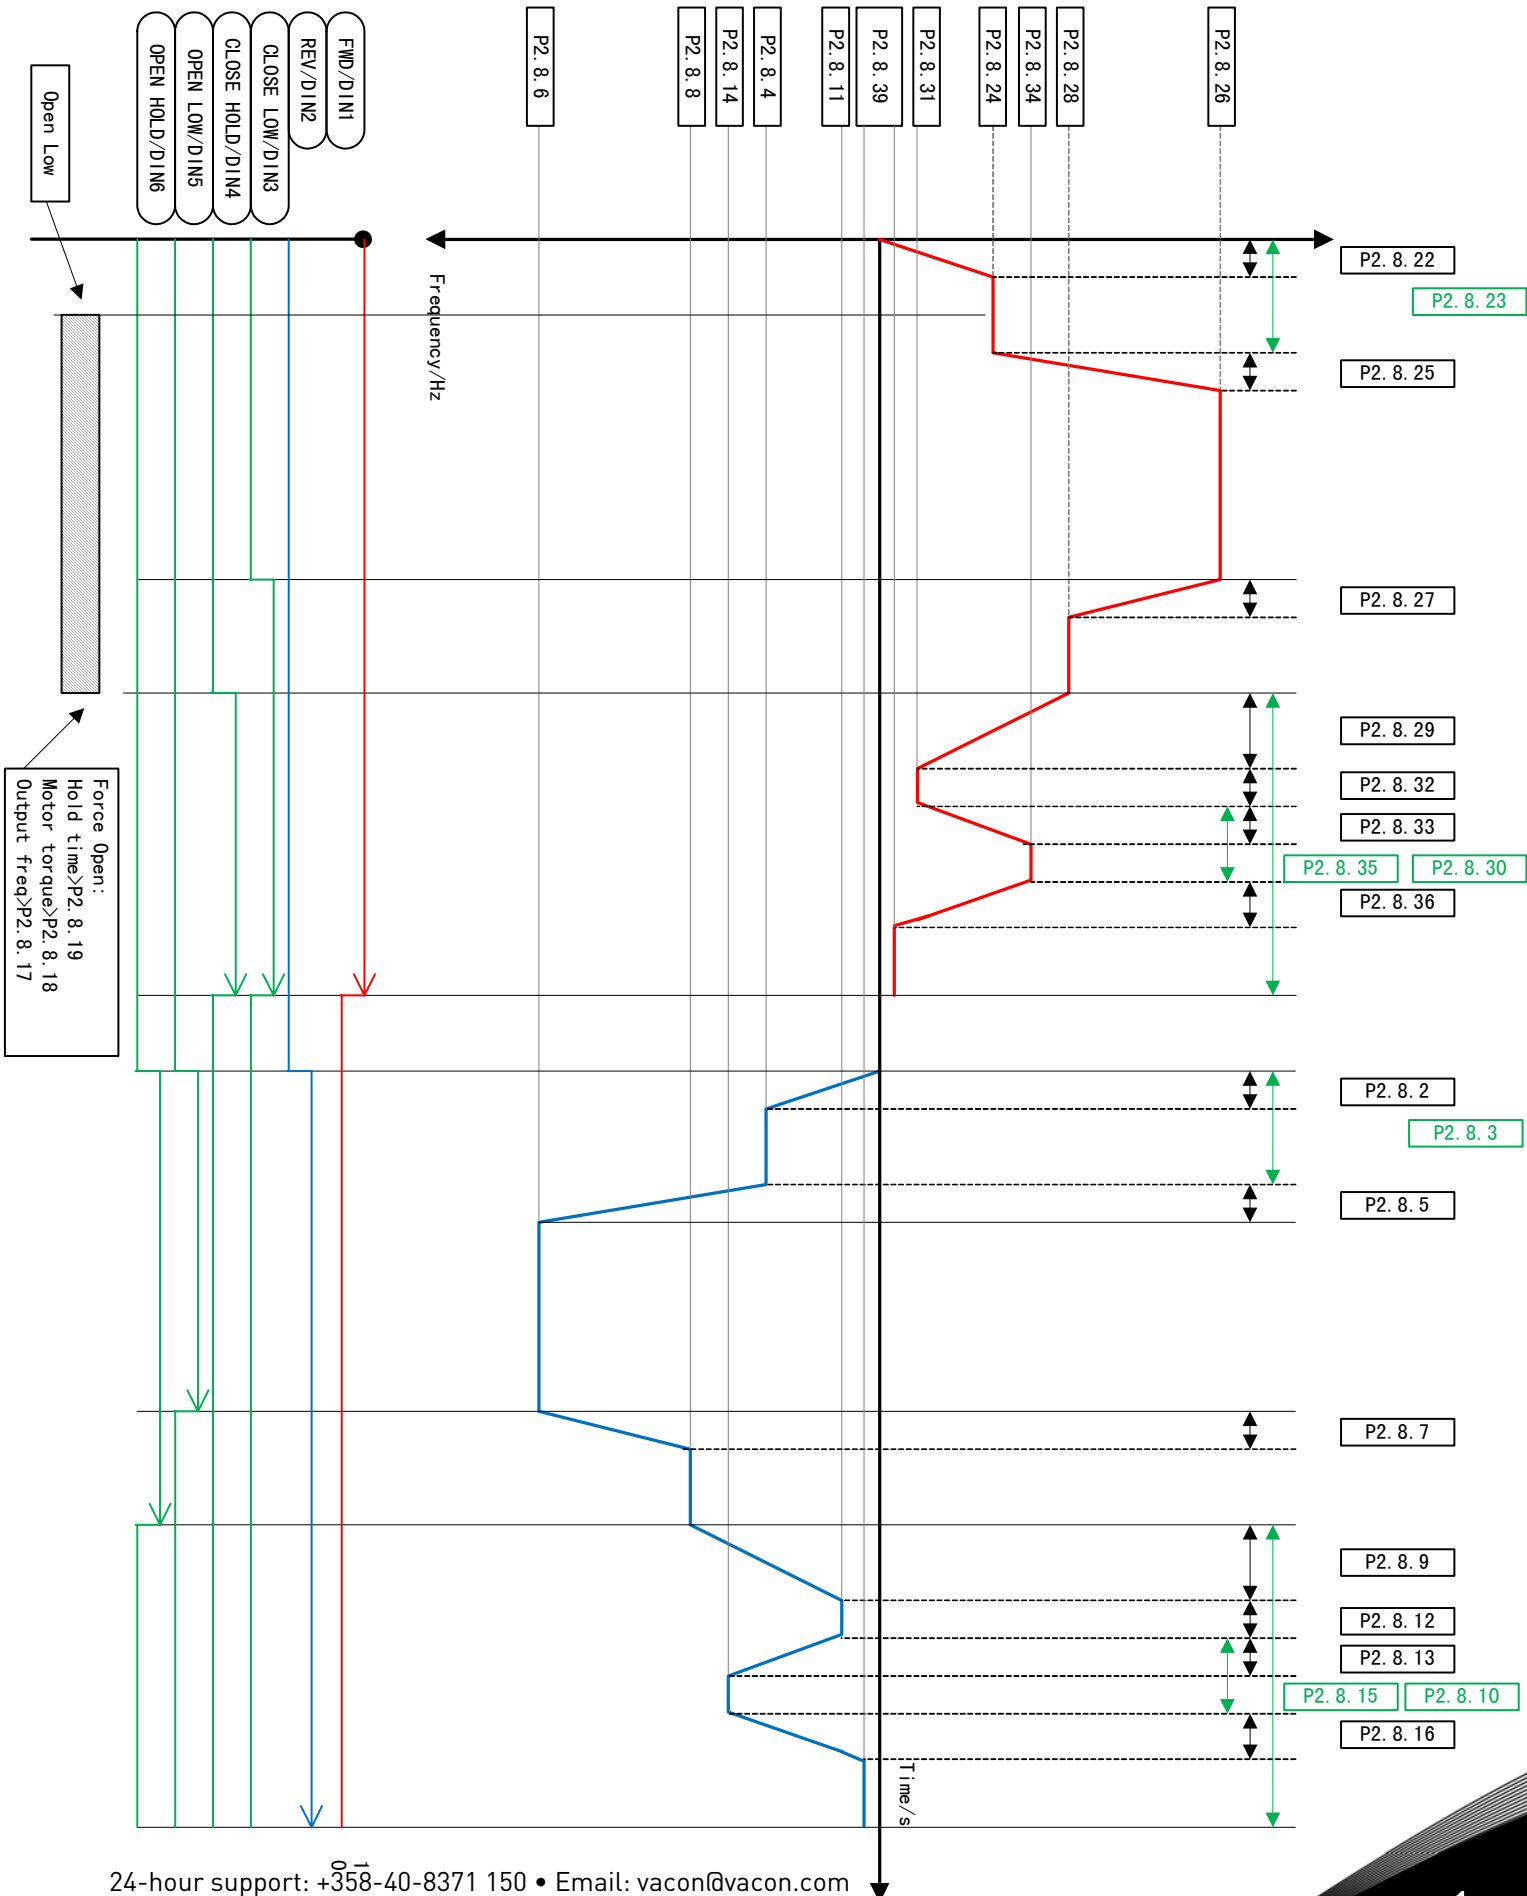 P2. 8. 6
P2. 8. 8
P2. 8. 14
P2. 8. 4
P2. 8. 11
P2. 8. 39
P2. 8. 31
P2. 8. 24
P2. 8. 34
P2. 8. 28
P2. 8. 26
FWD/DIN1
REV/DIN2
CLOSE LOW/DIN3
CLOSE HOLD/DIN4
OPEN LOW/DIN5
OPEN HOLD/DIN6
Open Low
Frequency/Hz
P2. 8. 22
P2. 8. 23
P2. 8. 25
P2. 8. 27
P2. 8. 29
P2. 8. 32
P2. 8. 33
P2. 8. 35
P2. 8. 30
P2. 8. 36
Force Open:
Hold time>P2. 8. 19
Motor torque>P2. 8. 18
Output freq>P2. 8. 17
P2. 8. 2
P2. 8. 3
P2. 8. 5
P2. 8. 7
P2. 8. 9
P2. 8. 12
P2. 8. 13
P2. 8. 15
P2. 8. 10
P2. 8. 16
Time/s
1
0
24-hour support: +358-40-8371 150 • Email: vacon@vacon.com